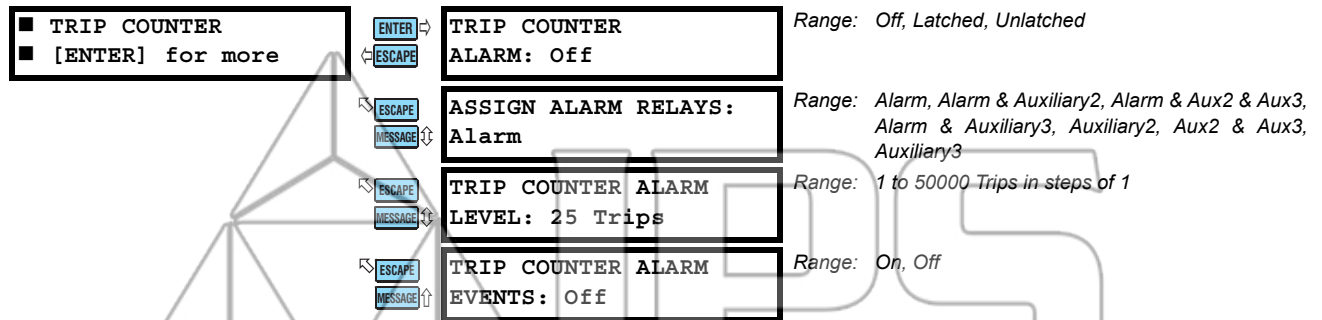 ■ TRIP COUNTER
■ [ENTER] for more
ENTER
ESCAPE
TRIP COUNTER
ALARM: Off
Range: Off, Latched, Unlatched
ESCAPE
MESSAGE
ASSIGN ALARM RELAYS:
Alarm
Range: Alarm, Alarm & Auxiliary2, Alarm & Aux2 & Aux3,
Alarm & Auxiliary3, Auxiliary2, Aux2 & Aux3,
Auxiliary3
ESCAPE
MESSAGE
TRIP COUNTER ALARM
LEVEL: 25 Trips
Range: 1 to 50000 Trips in steps of 1
ESCAPE
MESSAGE
TRIP COUNTER ALARM
EVENTS: Off
Range: On, Off
IPS